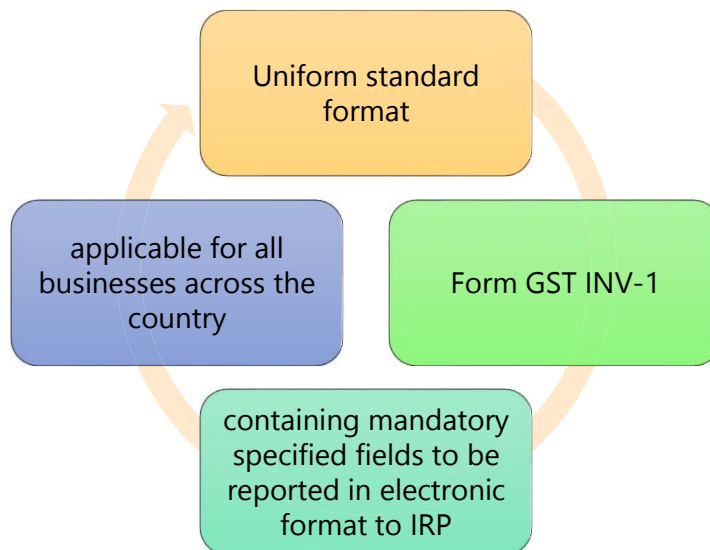 Uniform standard
format
Form GST INV-1
containing mandatory
specified fields to be
reported in electronic
format to IRP
applicable for all
businesses across the
country